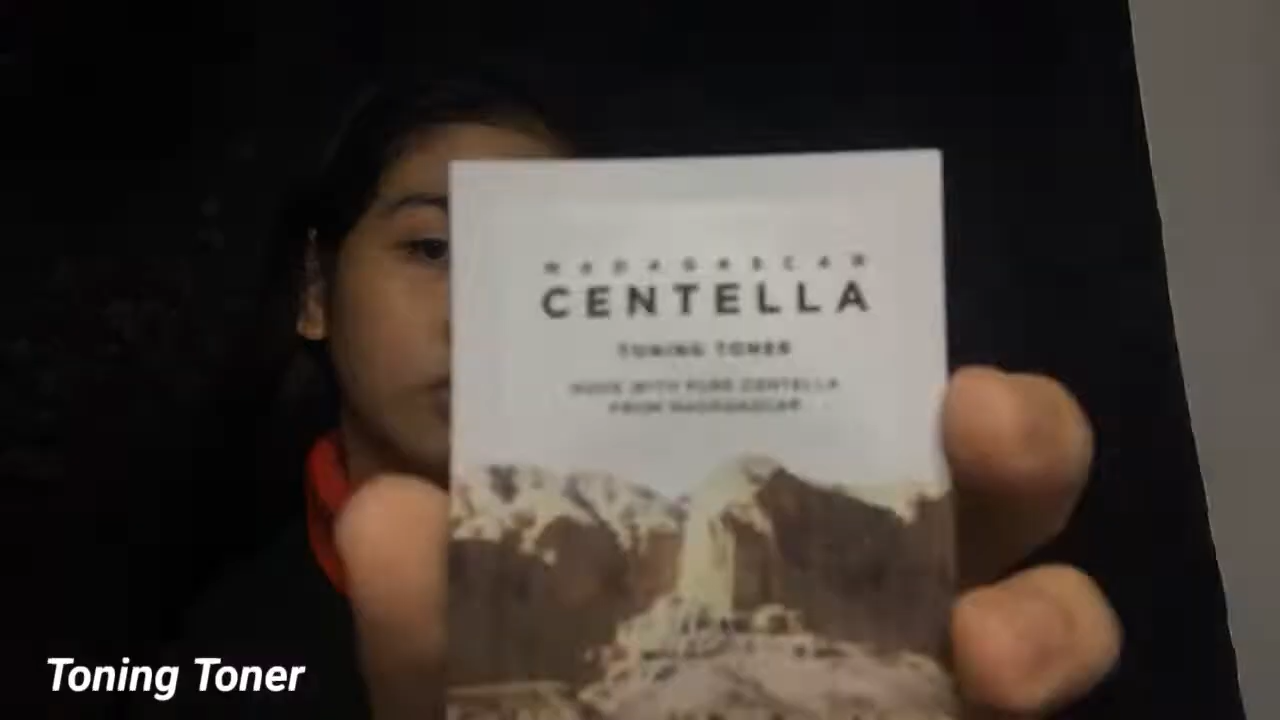 MADAGASCAR
CENTELLA
TONING TONER
MADE WITH PURE CENTELLA
FROM MADAGASCAR
Toning Toner